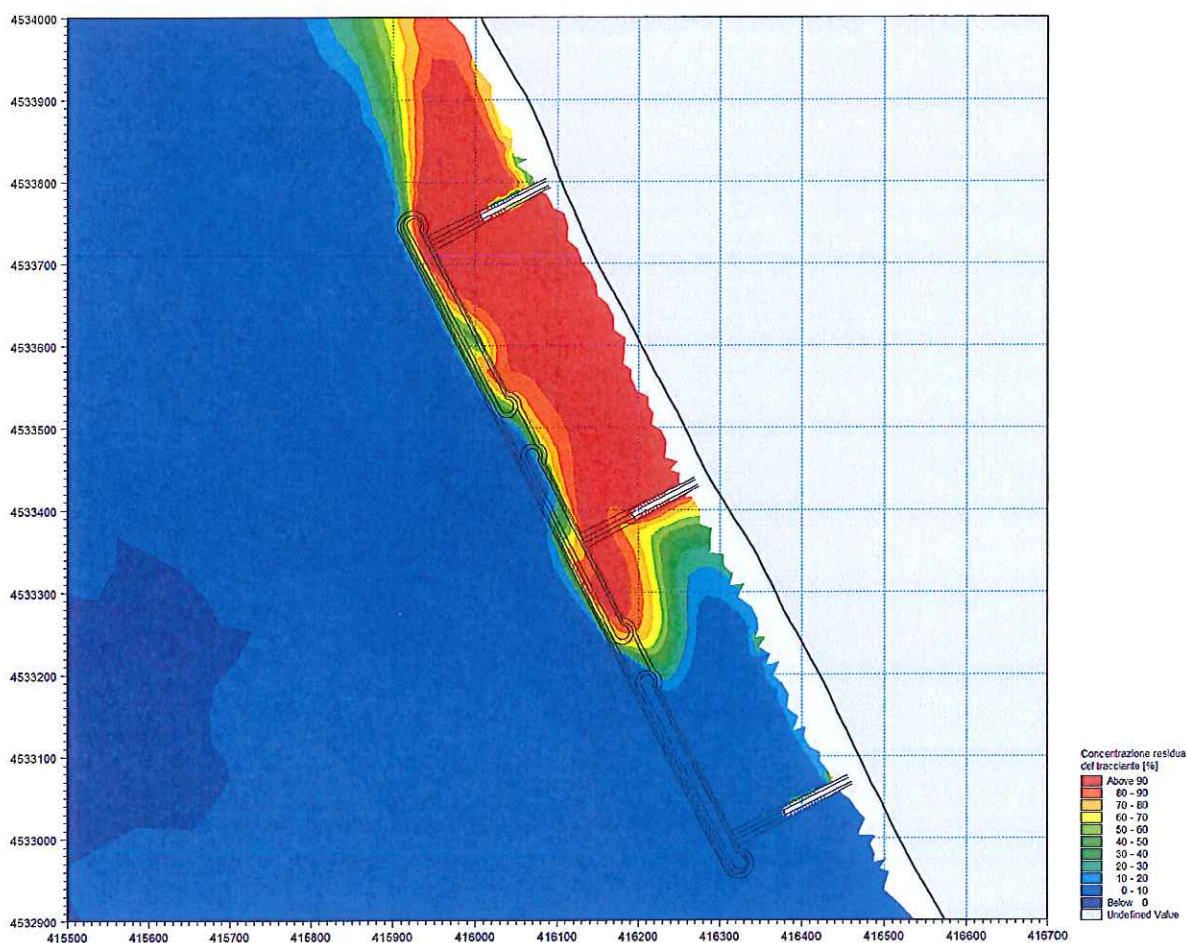 4534000
4533900
4533800
4533700
4533600
4533500
4533400
4533300
4533200
4533100
4533000
4532900
415500 415600 415700 415800 415900 416000 416100 416200 416300 416400 416500 416600 416700
Concentrazione residua
del tracciante [%]
Above 90
80 - 90
70 - 80
60 - 70
50 - 60
40 - 50
30 - 40
20 - 30
10 - 20
0 - 10
Below 0
Undefined Value